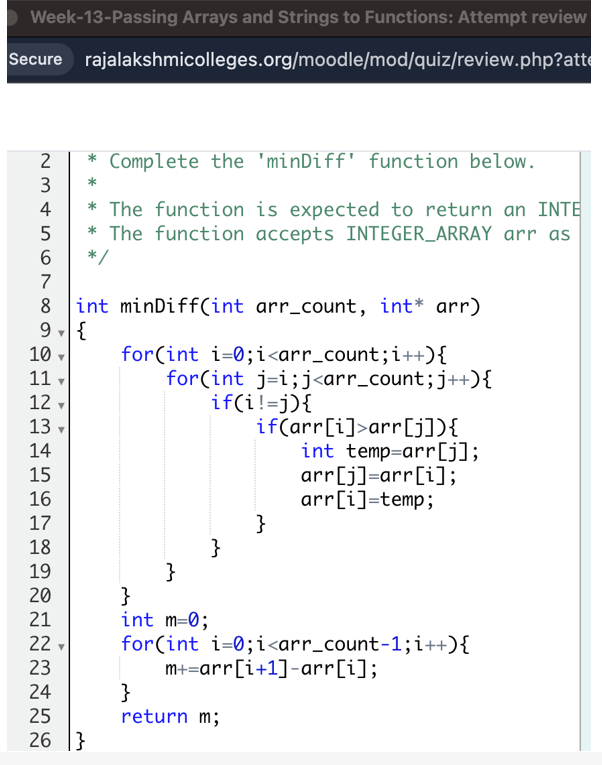 Week-13-Passing Arrays and Strings to Functions: Attempt review
Secure rajalakshmicolleges.org/moodle/mod/quiz/review.php?atte
2 * Complete the 'minDiff' function below.
3 *
4 * The function is expected to return an INTE
5 * The function accepts INTEGER_ARRAY arr as
6 */
7
8 int minDiff(int arr_count, int* arr)
9 {
10 for(int i=0;i<arr_count;i++){
11 for(int j=i;j<arr_count;j++){
12 if(i!=j){
13 if(arr[i]>arr[j]){
14 int temp=arr[j];
15 arr[j]=arr[i];
16 arr[i]=temp;
17 }
18 }
19 }
20 }
21 int m=0;
22 for(int i=0;i<arr_count-1;i++){
23 m+=arr[i+1]-arr[i];
24 }
25 return m;
26 }